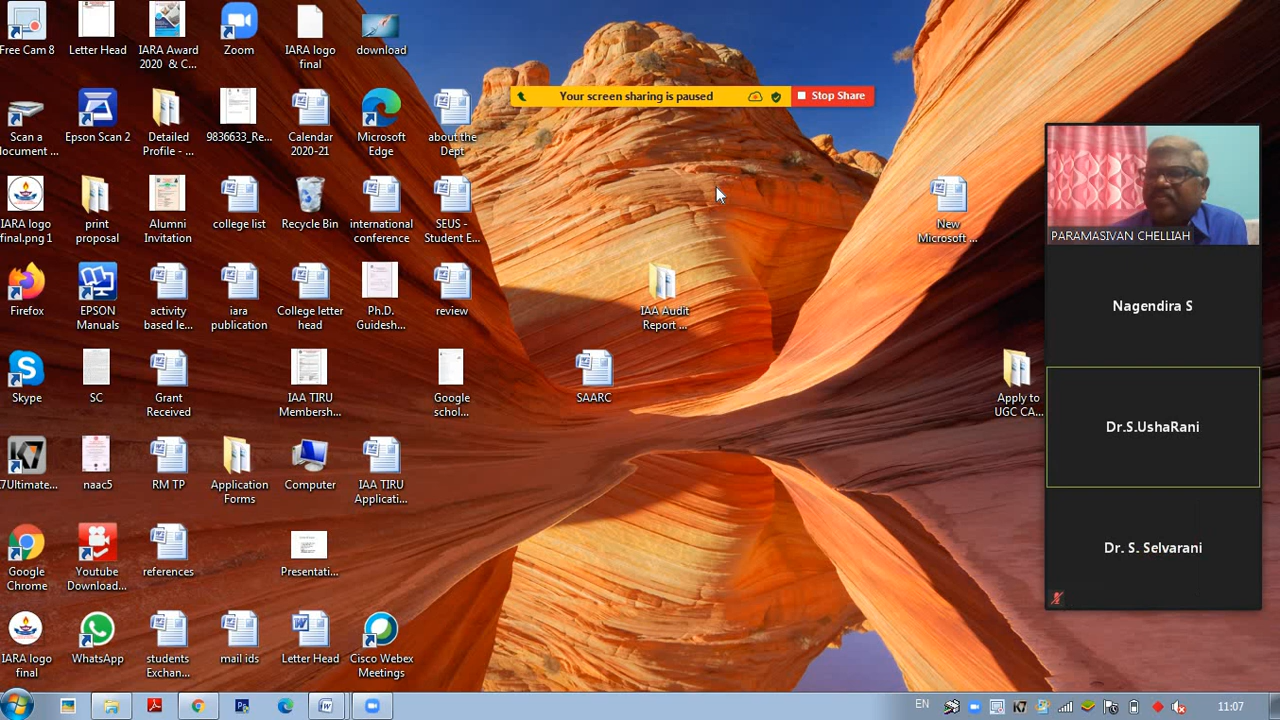 Free Cam 8
Letter Head
IARA Award
2020 & C...
Zoom
IARA logo
final
download
Your screen sharing is paused
Stop Share
Scan a
document ...
Epson Scan 2
Detailed
Profile - ...
9836633_Re...
Calendar
2020-21
Microsoft
Edge
about the
Dept
IARA logo
final.png 1
print
proposal
Alumni
Invitation
college list
Recycle Bin
international
conference
SEUS -
Student E...
New
Microsoft ...
PARAMASIVAN CHELLIAH
Firefox
EPSON
Manuals
activity
based le...
iara
publication
College letter
head
Ph.D.
Guidesh...
review
IAA Audit
Report ...
Nagendira S
Skype
SC
Grant
Received
IAA TIRU
Membersh...
Google
schol...
SAARC
Apply to
UGC CA...
Dr.S.UshaRani
K7Ultimate...
naac5
RM TP
Application
Forms
Computer
IAA TIRU
Applicati...
Google
Chrome
Youtube
Download...
references
Presentati...
Dr. S. Selvarani
IARA logo
final
WhatsApp
students
Exchan...
mail ids
Letter Head
Cisco Webex
Meetings
EN
11:07